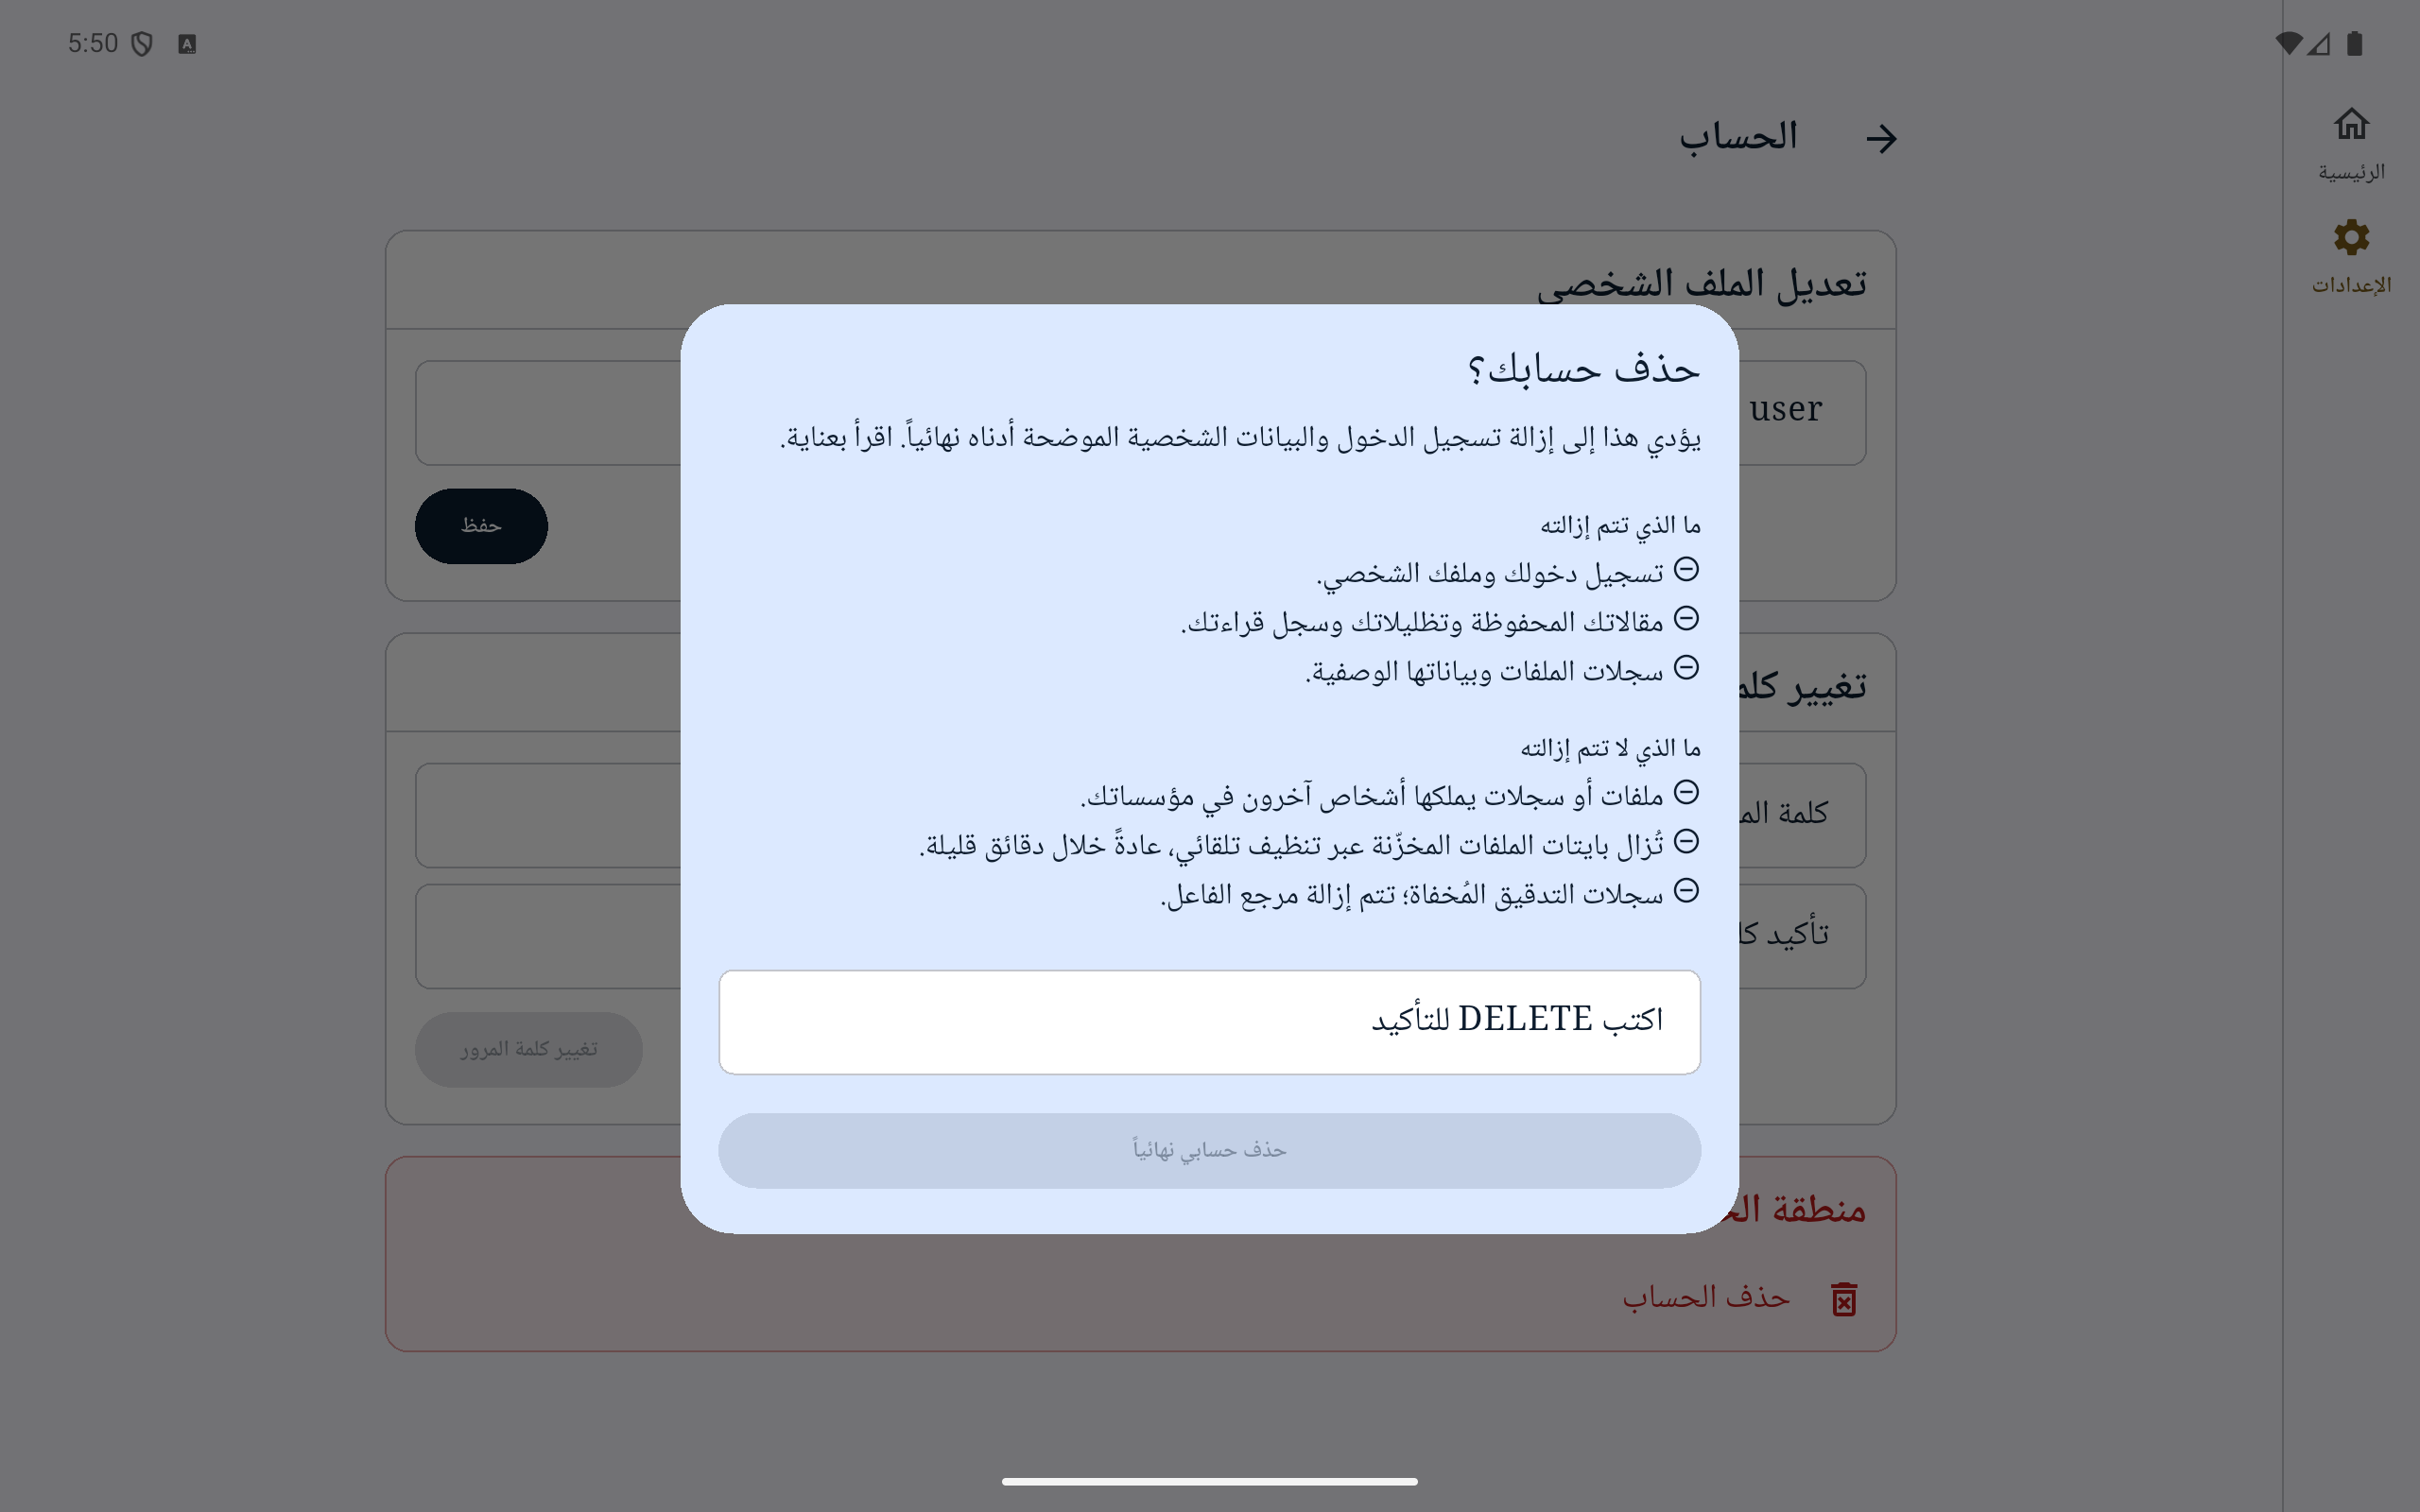 5:50
الحساب
الرئيسية
الإعدادات
تعديل الملف الشخصي
user
حفظ
تغيير
تأكيد
كلمة
تغيير كلمة المرور
منطقة
حذف الحساب
حذف حسابك؟
يؤدي هذا إلى إزالة تسجيل الدخول والبيانات الشخصية الموضحة أدناه نهائياً. اقرأ بعناية.
ما الذي تتم إزالته
تسجيل دخولك وملفك الشخصي.
مقالاتك المحفوظة وتظليلاتك وسجل قراءتك.
سجلات الملفات وبياناتها الوصفية.
ما الذي لا تتم إزالته
ملفات أو سجلات يملكها أشخاص آخرون في مؤسساتك.
تُزال بايتات الملفات المخزّنة عبر تنظيف تلقائي، عادةً خلال دقائق قليلة.
سجلات التدقيق المُخفاة؛ تتم إزالة مرجع الفاعل.
اكتب DELETE للتأكيد
حذف حسابي نهائياً